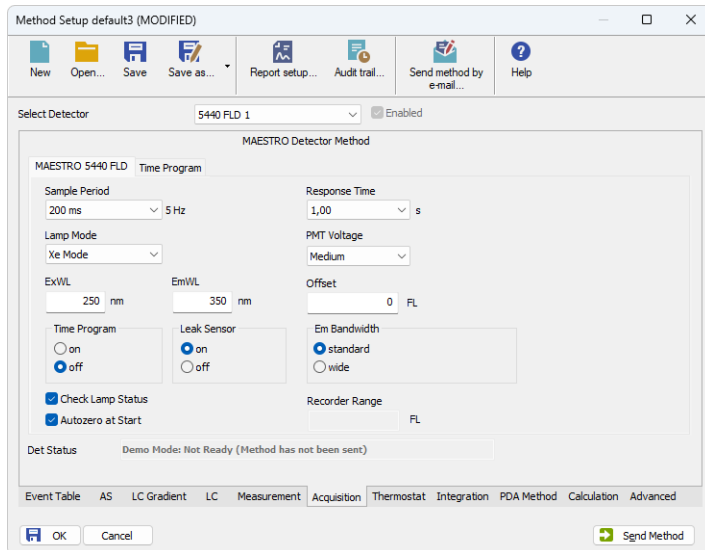 Method Setup default3 (MODIFIED)
New Open... Save Save as... Report setup... Audit trail... Send method by e-mail... Help
Select Detector 5440 FLD 1 Enabled
MAESTRO Detector Method
MAESTRO 5440 FLD Time Program
Sample Period Response Time
200 ms 5 Hz 1,00 s
Lamp Mode PMT Voltage
Xe Mode Medium
ExWL EmWL Offset
250 nm 350 nm 0 FL
Time Program Leak Sensor Em Bandwidth
on on standard
off off wide
Check Lamp Status Recorder Range
Autozero at Start FL
Det Status Demo Mode: Not Ready (Method has not been sent)
Event Table AS LC Gradient LC Measurement Acquisition Thermostat Integration PDA Method Calculation Advanced
OK Cancel Send Method